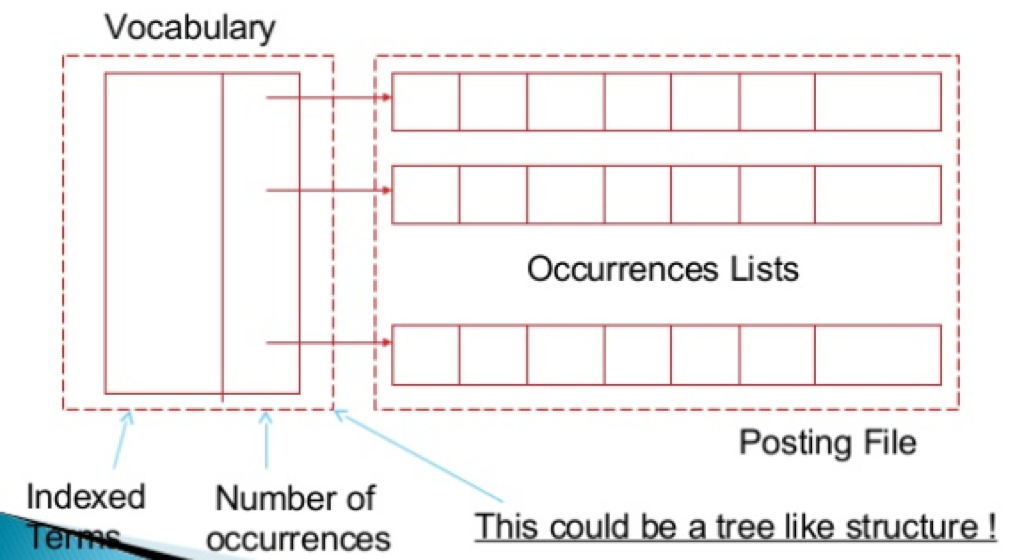 Vocabulary
Occurrences Lists
Posting File
Indexed
Terms
Number of
occurrences
This could be a tree like structure !